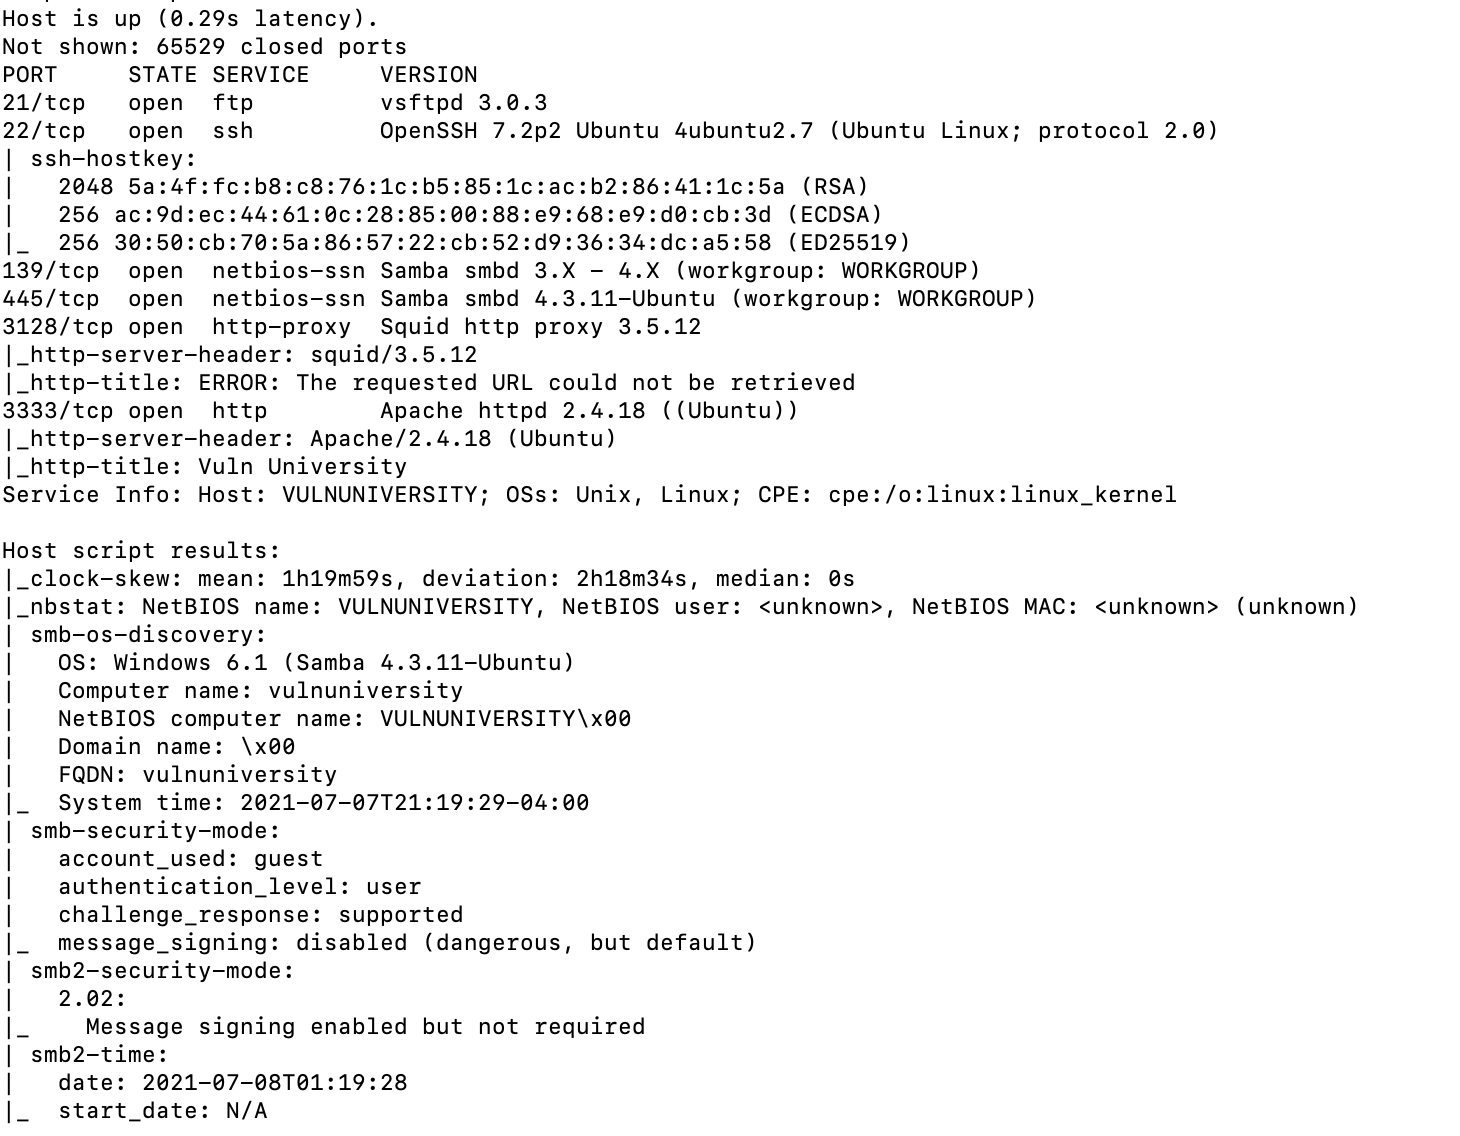 Host is up (0.29s latency).
Not shown: 65529 closed ports
PORT     STATE SERVICE     VERSION
21/tcp   open  ftp         vsftpd 3.0.3
22/tcp   open  ssh         OpenSSH 7.2p2 Ubuntu 4ubuntu2.7 (Ubuntu Linux; protocol 2.0)
| ssh-hostkey:
|   2048 5a:4f:fc:b8:c8:76:1c:b5:85:1c:ac:b2:86:41:1c:5a (RSA)
|   256 ac:9d:ec:44:61:0c:28:85:00:88:e9:68:e9:d0:cb:3d (ECDSA)
|_  256 30:50:cb:70:5a:86:57:22:cb:52:d9:36:34:dc:a5:58 (ED25519)
139/tcp  open  netbios-ssn Samba smbd 3.X - 4.X (workgroup: WORKGROUP)
445/tcp  open  netbios-ssn Samba smbd 4.3.11-Ubuntu (workgroup: WORKGROUP)
3128/tcp open  http-proxy  Squid http proxy 3.5.12
|_http-server-header: squid/3.5.12
|_http-title: ERROR: The requested URL could not be retrieved
3333/tcp open  http        Apache httpd 2.4.18 ((Ubuntu))
|_http-server-header: Apache/2.4.18 (Ubuntu)
|_http-title: Vuln University
Service Info: Host: VULNUNIVERSITY; OSs: Unix, Linux; CPE: cpe:/o:linux:linux_kernel

Host script results:
|_clock-skew: mean: 1h19m59s, deviation: 2h18m34s, median: 0s
|_nbstat: NetBIOS name: VULNUNIVERSITY, NetBIOS user: <unknown>, NetBIOS MAC: <unknown> (unknown)
| smb-os-discovery:
|   OS: Windows 6.1 (Samba 4.3.11-Ubuntu)
|   Computer name: vulnuniversity
|   NetBIOS computer name: VULNUNIVERSITY\x00
|   Domain name: \x00
|   FQDN: vulnuniversity
|_  System time: 2021-07-07T21:19:29-04:00
| smb-security-mode:
|   account_used: guest
|   authentication_level: user
|   challenge_response: supported
|_  message_signing: disabled (dangerous, but default)
| smb2-security-mode:
|   2.02:
|_    Message signing enabled but not required
| smb2-time:
|   date: 2021-07-08T01:19:28
|_  start_date: N/A